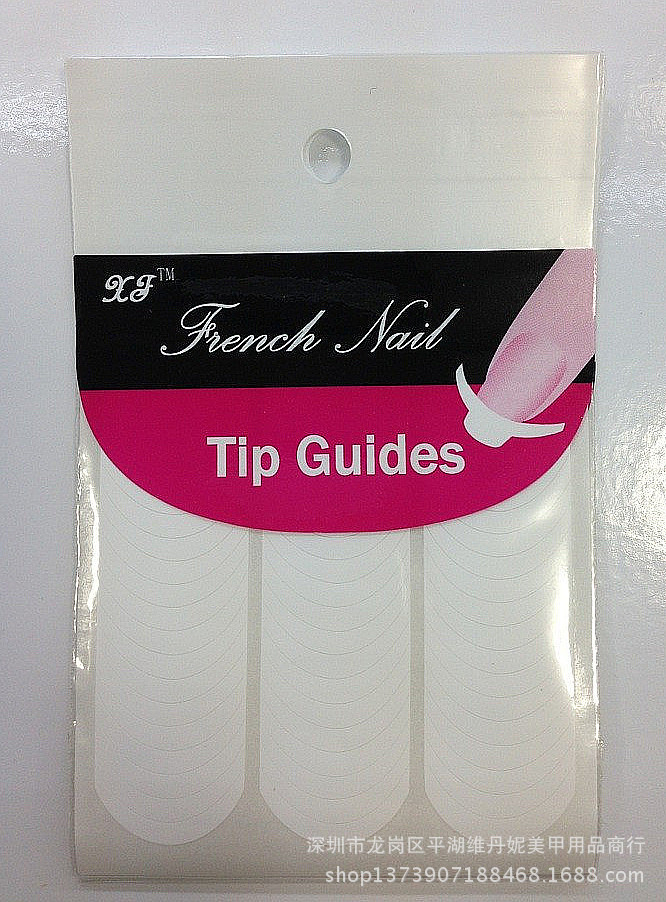 XF™
French Nail
Tip Guides
深圳市龙岗区平湖维丹妮美甲用品商行
shop1373907188468.1688.com